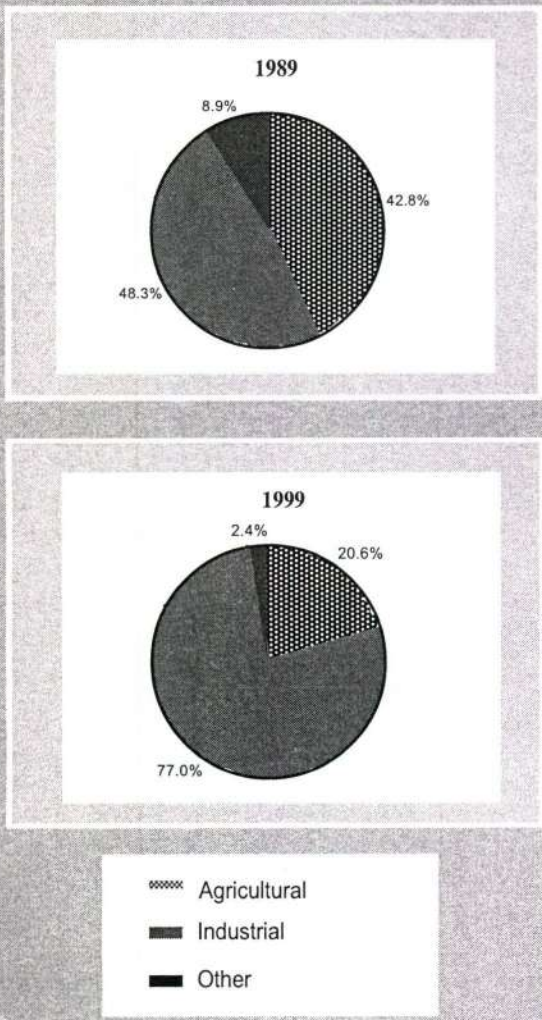 1989
8.9%
42.8%
48.3%
1999
2.4%
20.6%
77.0%
Agricultural
Industrial
Other